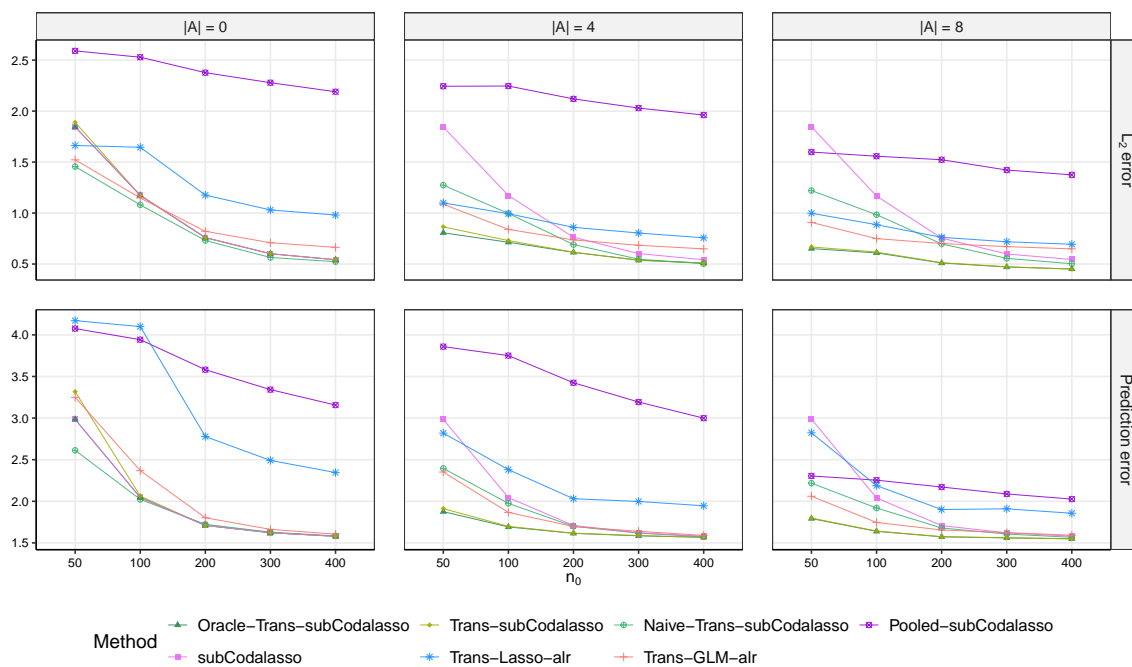 |A| = 0
|A| = 4
|A| = 8
2.5
2.0
1.5
1.0
0.5
L₂ error
4.0
3.5
3.0
2.5
2.0
1.5
Prediction error
50 100 200 300 400
50 100 200 300 400
50 100 200 300 400
n₀
Method
Oracle−Trans−subCodalasso
Trans−subCodalasso
Naive−Trans−subCodalasso
Pooled−subCodalasso
subCodalasso
Trans−Lasso−alr
Trans−GLM−alr